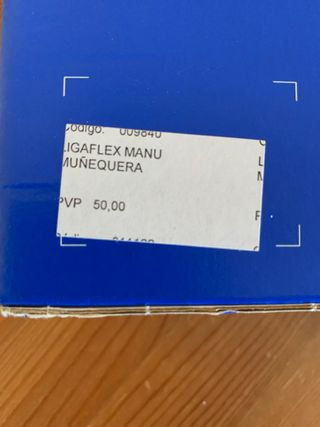 Código: 009840
LIGAFLEX MANU
MUÑEQUERA
PVP 50,00